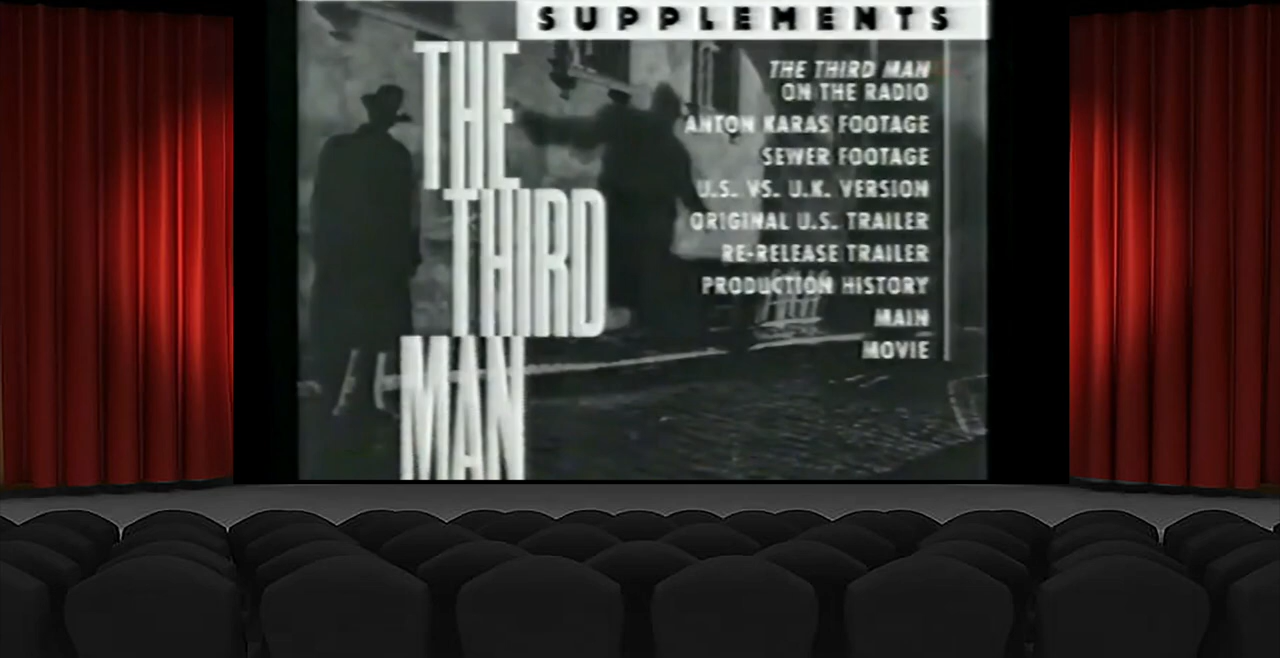 SUPPLEMENTS
THE
THIRD
MAN
THE THIRD MAN
ON THE RADIO
ANTON KARAS FOOTAGE
SEWER FOOTAGE
U.S. VS. U.K. VERSION
ORIGINAL U.S. TRAILER
RE-RELEASE TRAILER
PRODUCTION HISTORY
MAIN
MOVIE